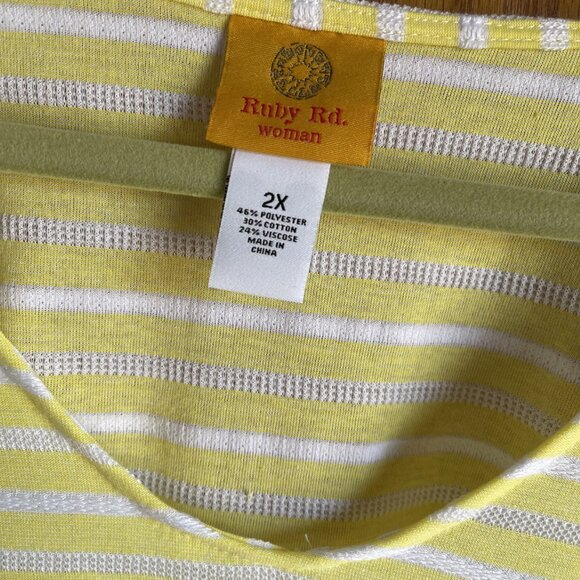 Ruby Rd.
woman
2X
46% POLYESTER
30% COTTON
24% VISCOSE
MADE IN
CHINA